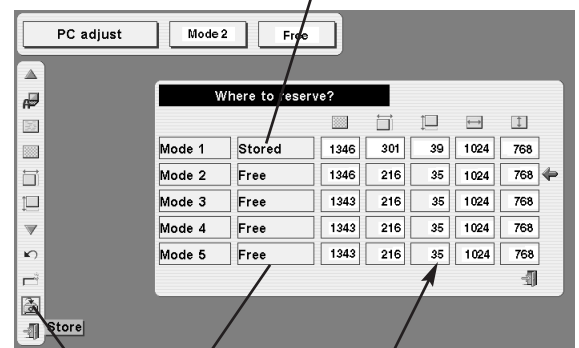 PC adjust Mode 2 Free
Where to reserve?
Mode 1 Stored 1346 301 39 1024 768
Mode 2 Free 1346 216 35 1024 768
Mode 3 Free 1343 216 35 1024 768
Mode 4 Free 1343 216 35 1024 768
Mode 5 Free 1343 216 35 1024 768
Store